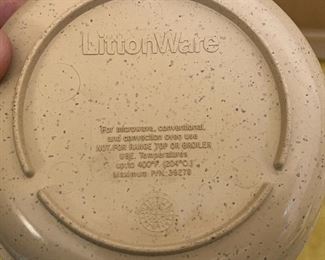 LittonWare
For microwave, conventional,
and convection oven use
NOT FOR RANGE TOP OR BROILER
USE. Temperatures
up to 400°F. (204°C.)
Maximum P/N: 39278